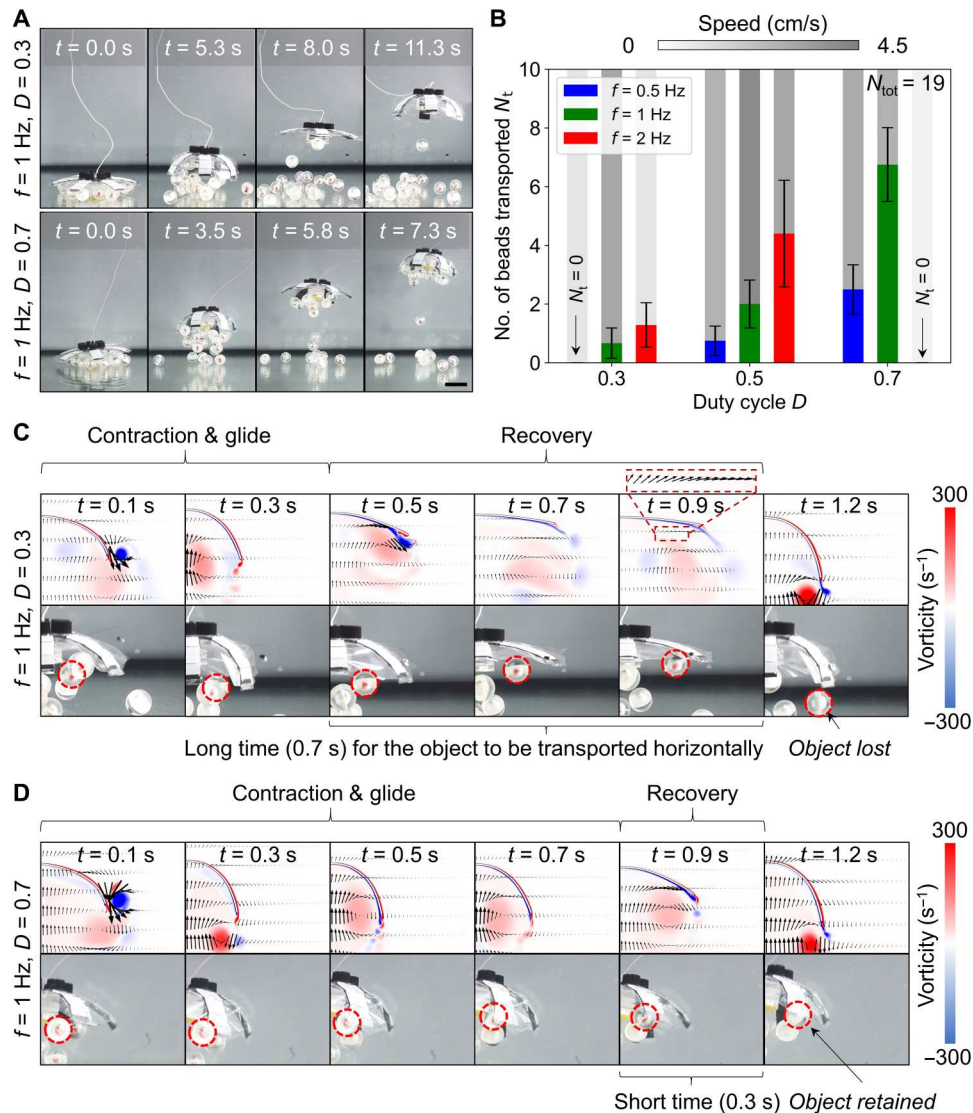 A
f = 1 Hz, D = 0.3
t = 0.0 s
t = 5.3 s
t = 8.0 s
t = 11.3 s
f = 1 Hz, D = 0.7
t = 0.0 s
t = 3.5 s
t = 5.8 s
t = 7.3 s
B
Speed (cm/s)
0
4.5
No. of beads transported Nt
10
8
6
4
2
0
f = 0.5 Hz
f = 1 Hz
f = 2 Hz
Ntot = 19
Nt = 0
Nt = 0
0.3
0.5
0.7
Duty cycle D
C
Contraction & glide
Recovery
f = 1 Hz, D = 0.3
t = 0.1 s
t = 0.3 s
t = 0.5 s
t = 0.7 s
t = 0.9 s
t = 1.2 s
300
Vorticity (s⁻¹)
−300
Long time (0.7 s) for the object to be transported horizontally
Object lost
D
Contraction & glide
Recovery
f = 1 Hz, D = 0.7
t = 0.1 s
t = 0.3 s
t = 0.5 s
t = 0.7 s
t = 0.9 s
t = 1.2 s
300
Vorticity (s⁻¹)
−300
Short time (0.3 s)
Object retained